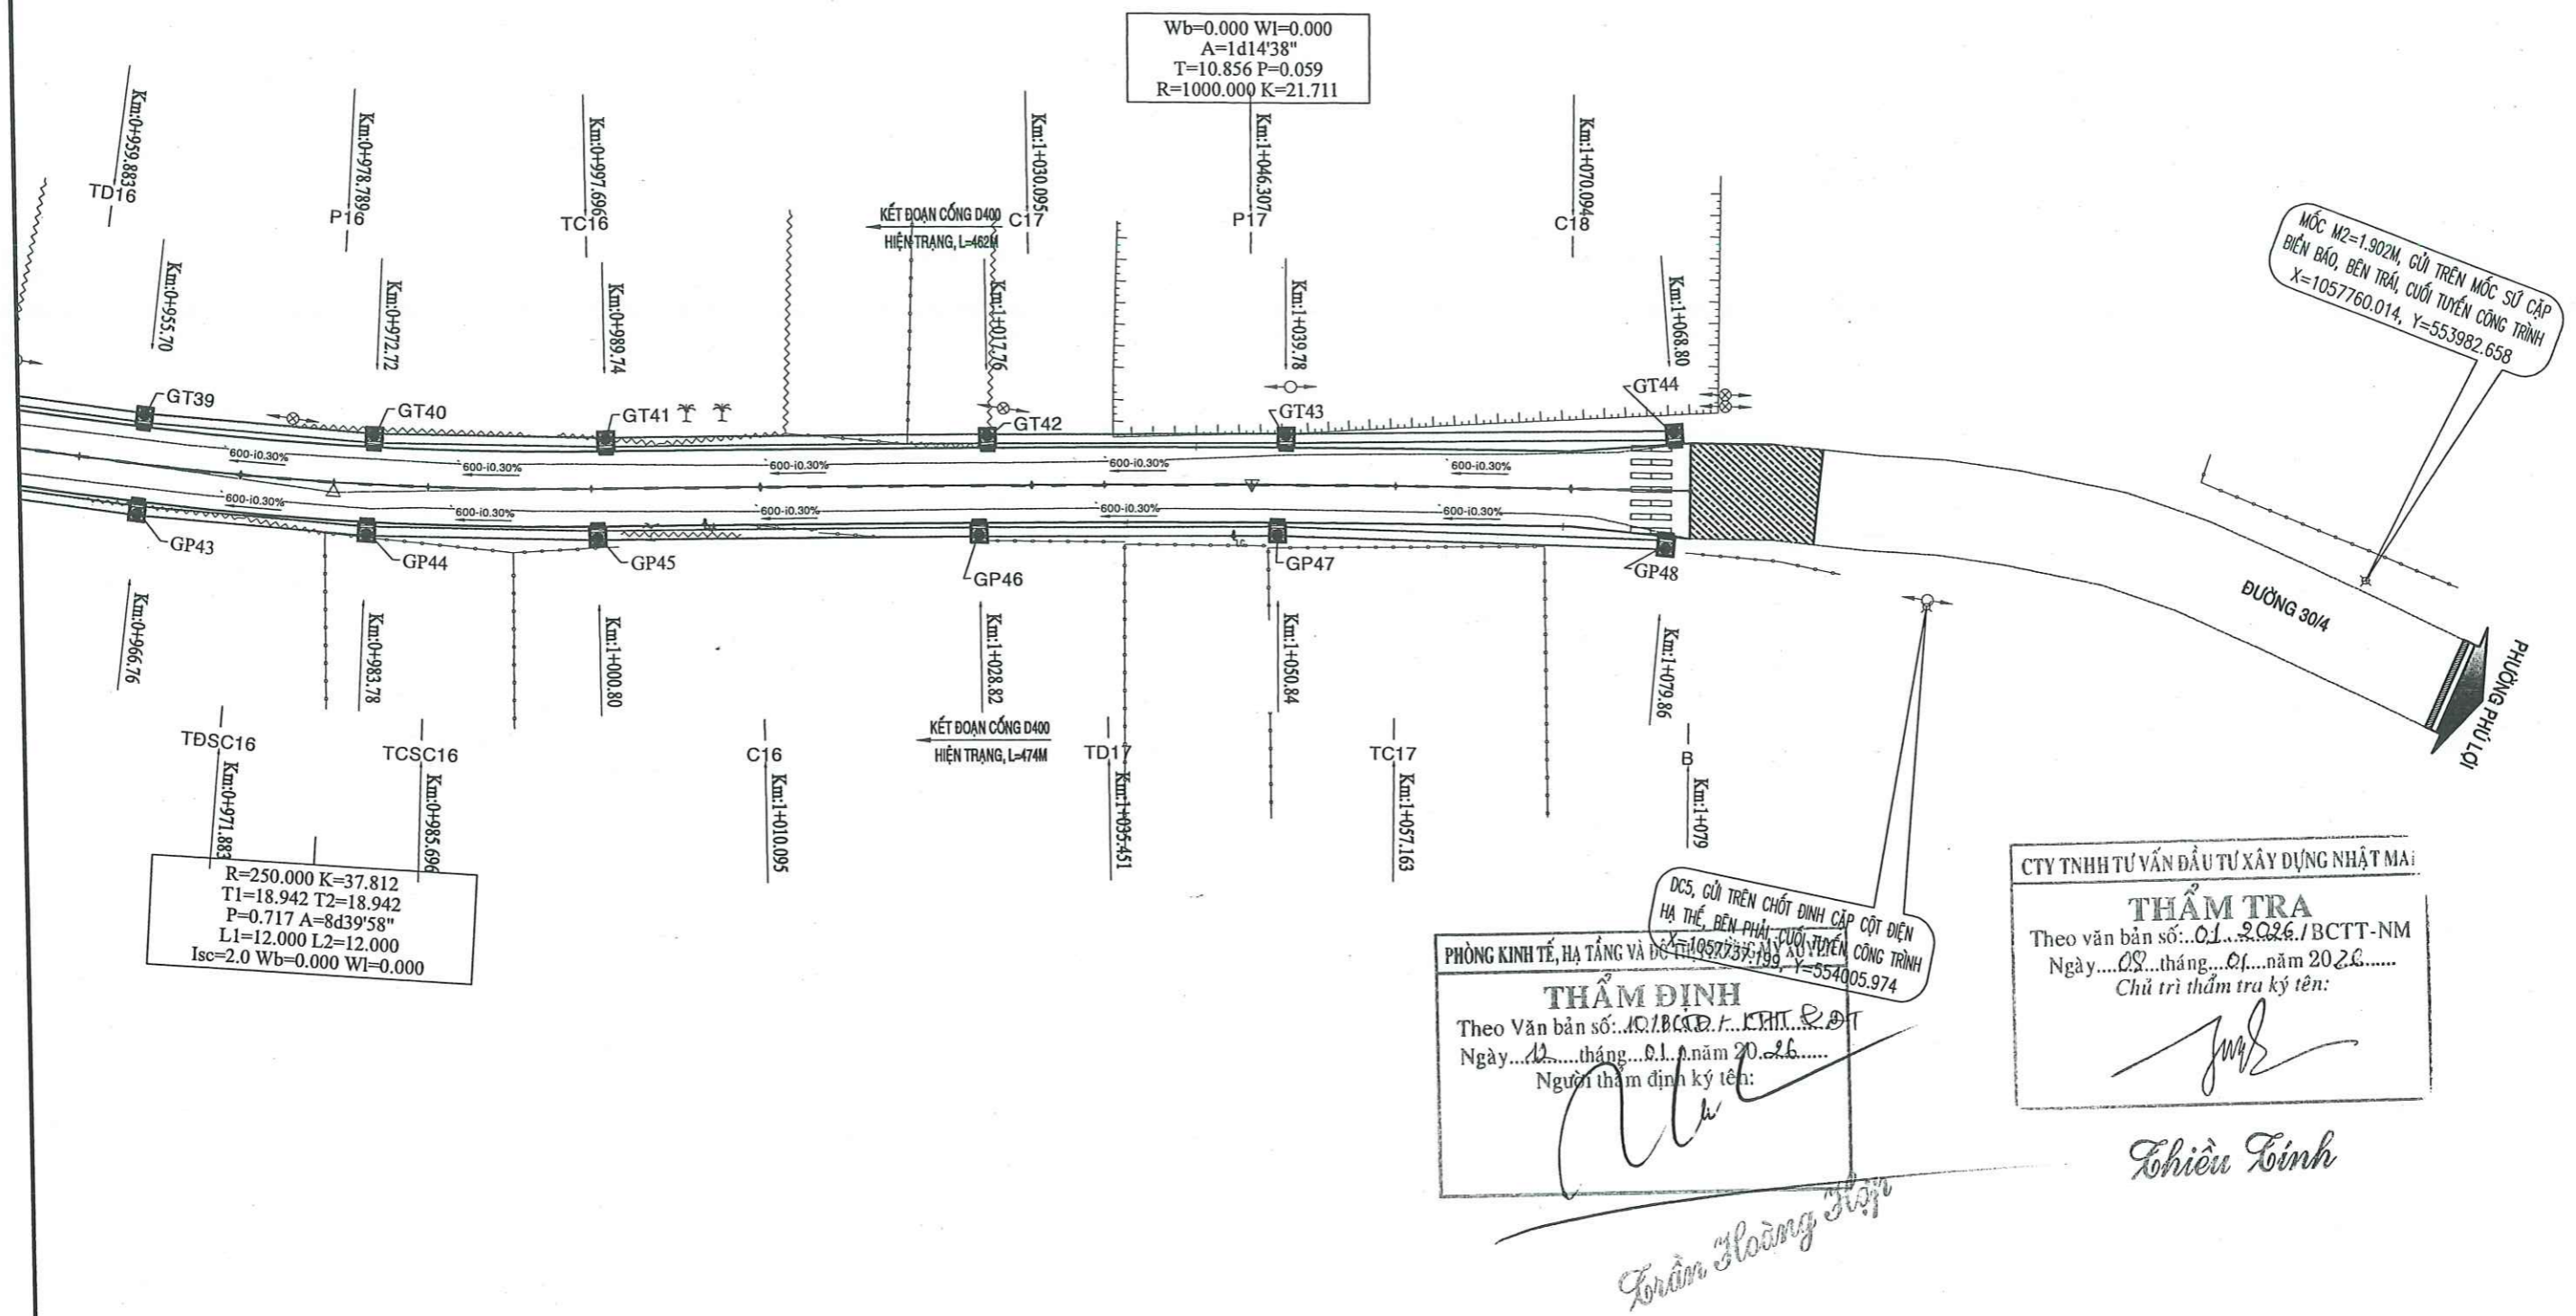 Wb=0.000 Wl=0.000
A=1d14'38"
T=10.856 P=0.059
R=1000.000 K=21.711
Km:0+959.883
TD16
Km:0+978.789
P16
Km:0+997.696
TC16
KẾT ĐOẠN CỐNG D400
HIỆN TRẠNG, L=462M
Km:1+030.095
C17
Km:1+046.307
P17
Km:1+070.094
C18
Km:0+955.70
Km:0+972.72
Km:0+989.74
Km:1+017.76
Km:1+039.78
Km:1+068.80
MỐC M2=1.902M, GỬI TRÊN MỐC SỨ CẶP
BIỂN BÁO, BÊN TRÁI, CUỐI TUYẾN CÔNG TRÌNH
X=1057760.014, Y=553982.658
GT39
GT40
GT41
GT42
GT43
GT44
600-i0.30%
600-i0.30%
600-i0.30%
600-i0.30%
600-i0.30%
600-i0.30%
600-i0.30%
600-i0.30%
600-i0.30%
600-i0.30%
GP43
GP44
GP45
GP46
GP47
GP48
ĐƯỜNG 30/4
PHƯỜNG PHÚ LỢI
Km:0+966.76
Km:0+983.78
Km:1+000.80
Km:1+028.82
Km:1+050.84
Km:1+079.86
TĐSC16
Km:0+971.883
TCSC16
Km:0+985.696
C16
Km:1+010.095
KẾT ĐOẠN CỐNG D400
HIỆN TRẠNG, L=474M
TD17
Km:1+035.451
TC17
Km:1+057.163
B
Km:1+079
R=250.000 K=37.812
T1=18.942 T2=18.942
P=0.717 A=8d39'58"
L1=12.000 L2=12.000
Isc=2.0 Wb=0.000 Wl=0.000
DC5, GỬI TRÊN CHỐT ĐINH CẶP CỘT ĐIỆN
HẠ THẾ, BÊN PHẢI, CUỐI TUYẾN CÔNG TRÌNH
X=1057737.199, Y=554005.974
PHÒNG KINH TẾ, HẠ TẦNG VÀ
THẨM ĐỊNH
Theo Văn bản số:
Ngày....12....tháng...01...năm 20.26......
Người thẩm định ký tên:
Trần Hoàng Hợp
CTY TNHH TƯ VẤN ĐẦU TƯ XÂY DỰNG NHẬT MAI
THẨM TRA
Theo văn bản số:..01...2026./BCTT-NM
Ngày....08...tháng...01....năm 2026......
Chủ trì thẩm tra ký tên:
Thiều Tính